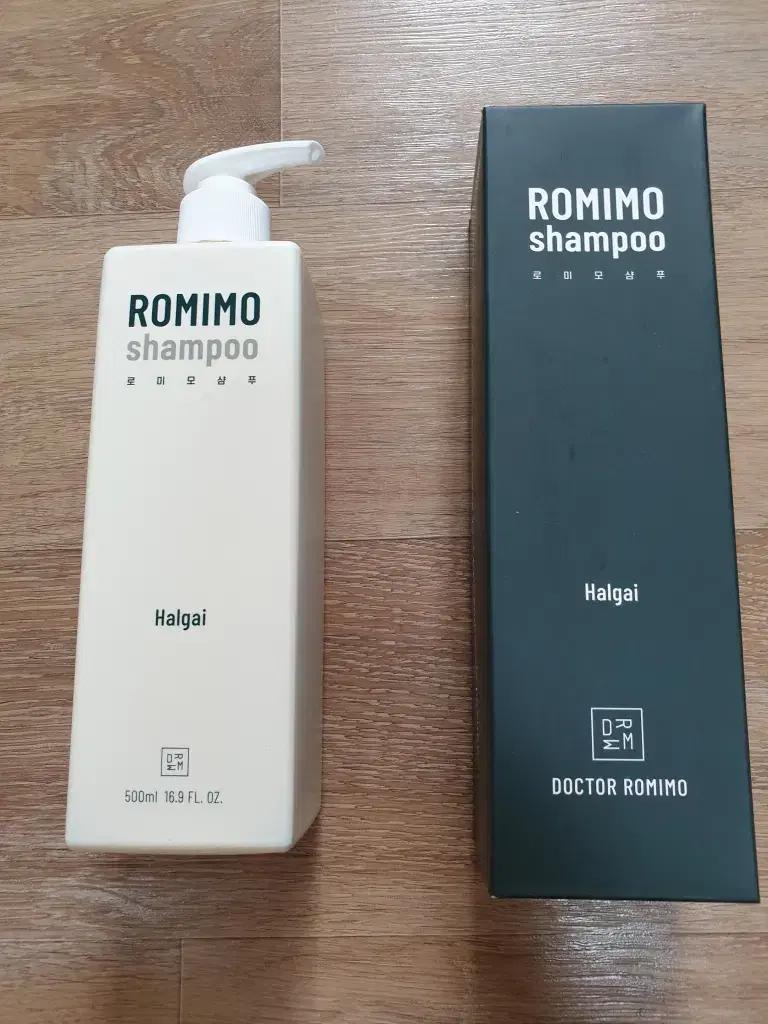 ROMIMO
shampoo
로미모샴푸
Halgai
500ml 16.9 FL. OZ.
ROMIMO
shampoo
로미모샴푸
Halgai
DOCTOR ROMIMO